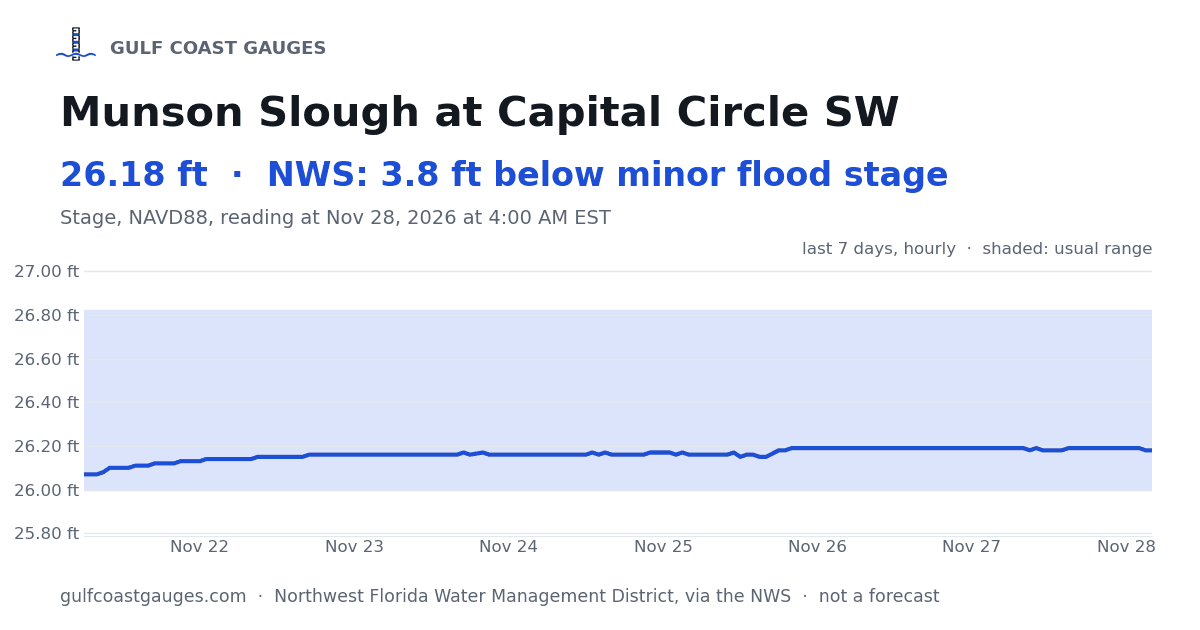 GULF COAST GAUGES
Munson Slough at Capital Circle SW
26.18 ft · NWS: 3.8 ft below minor flood stage
Stage, NAVD88, reading at Nov 28, 2026 at 4:00 AM EST
last 7 days, hourly · shaded: usual range
27.00 ft
26.80 ft
26.60 ft
26.40 ft
26.20 ft
26.00 ft
25.80 ft
Nov 22 Nov 23 Nov 24 Nov 25 Nov 26 Nov 27 Nov 28
gulfcoastgauges.com · Northwest Florida Water Management District, via the NWS · not a forecast